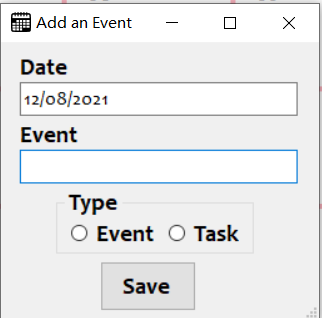 Add an Event
Date
12/08/2021
Event
Type
Event Task
Save